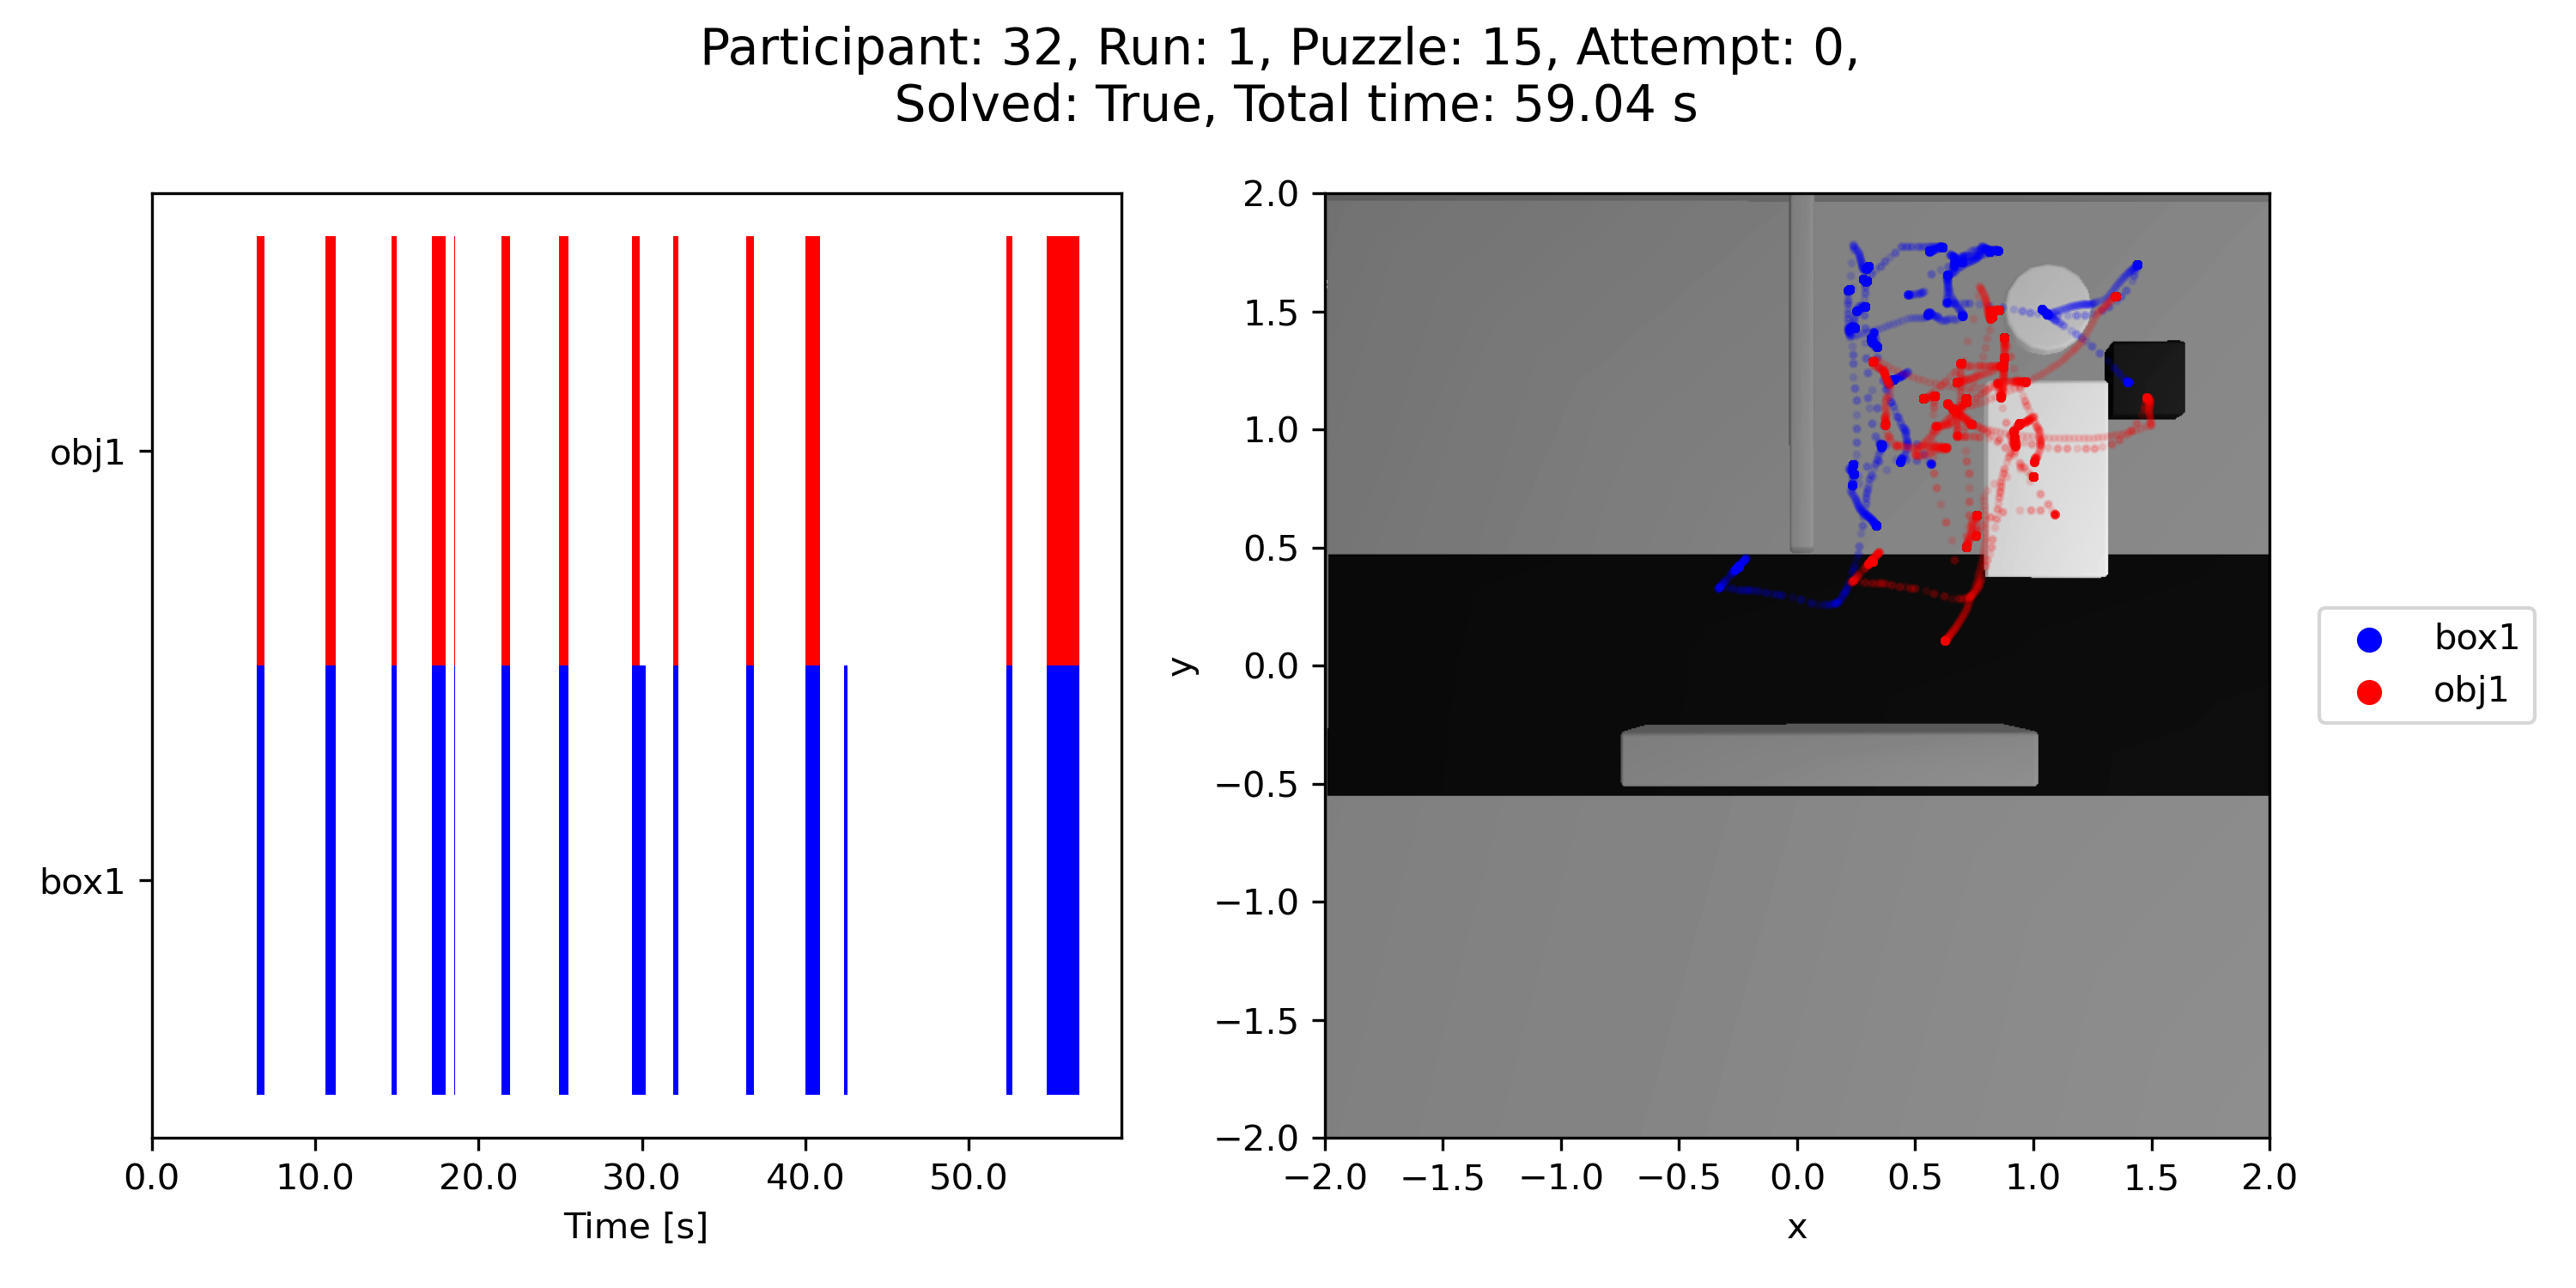 Participant: 32, Run: 1, Puzzle: 15, Attempt: 0,
Solved: True, Total time: 59.04 s
obj1
box1
0.0 10.0 20.0 30.0 40.0 50.0
Time [s]
2.0
1.5
1.0
0.5
0.0
−0.5
−1.0
−1.5
−2.0
y
−2.0 −1.5 −1.0 −0.5 0.0 0.5 1.0 1.5 2.0
x
box1
obj1